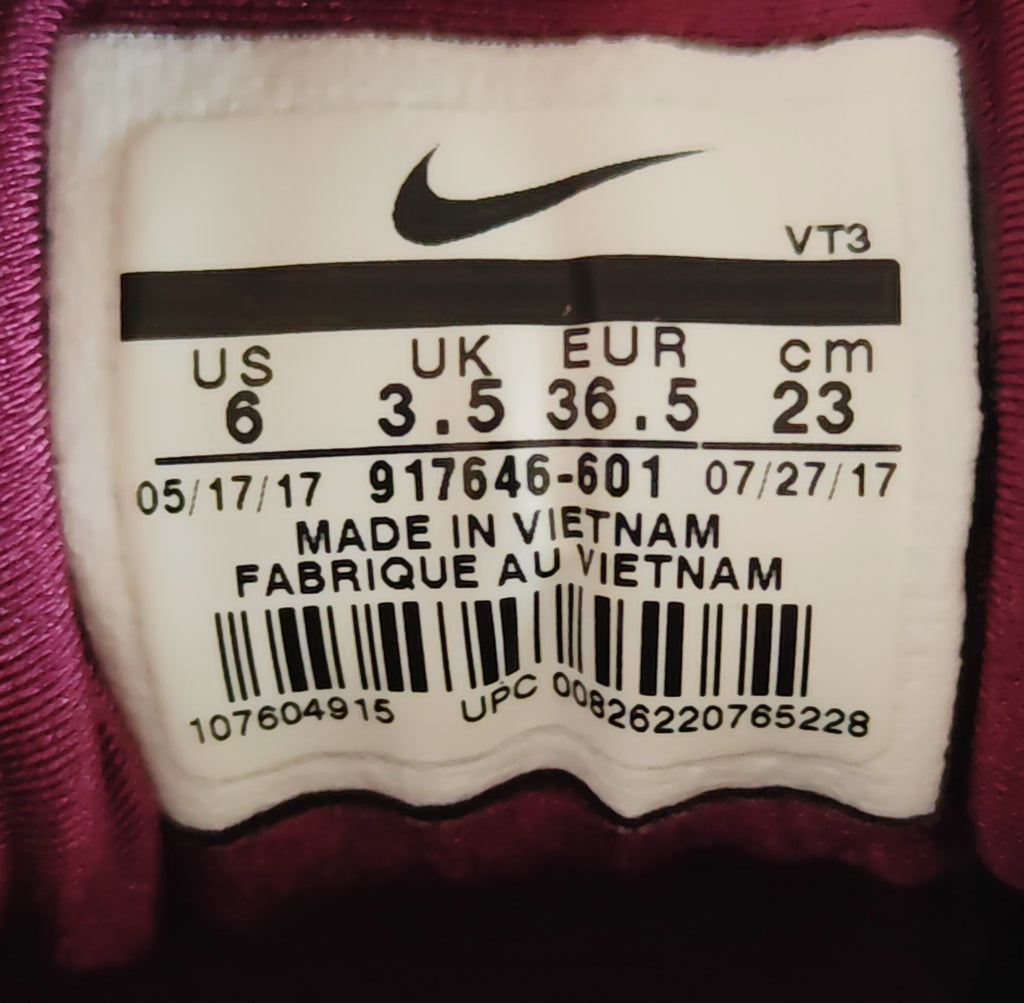 VT3
US UK EUR cm
6 3.5 36.5 23
05/17/17 917646-601 07/27/17
MADE IN VIETNAM
FABRIQUE AU VIETNAM
107604915 UPC 00826220765228